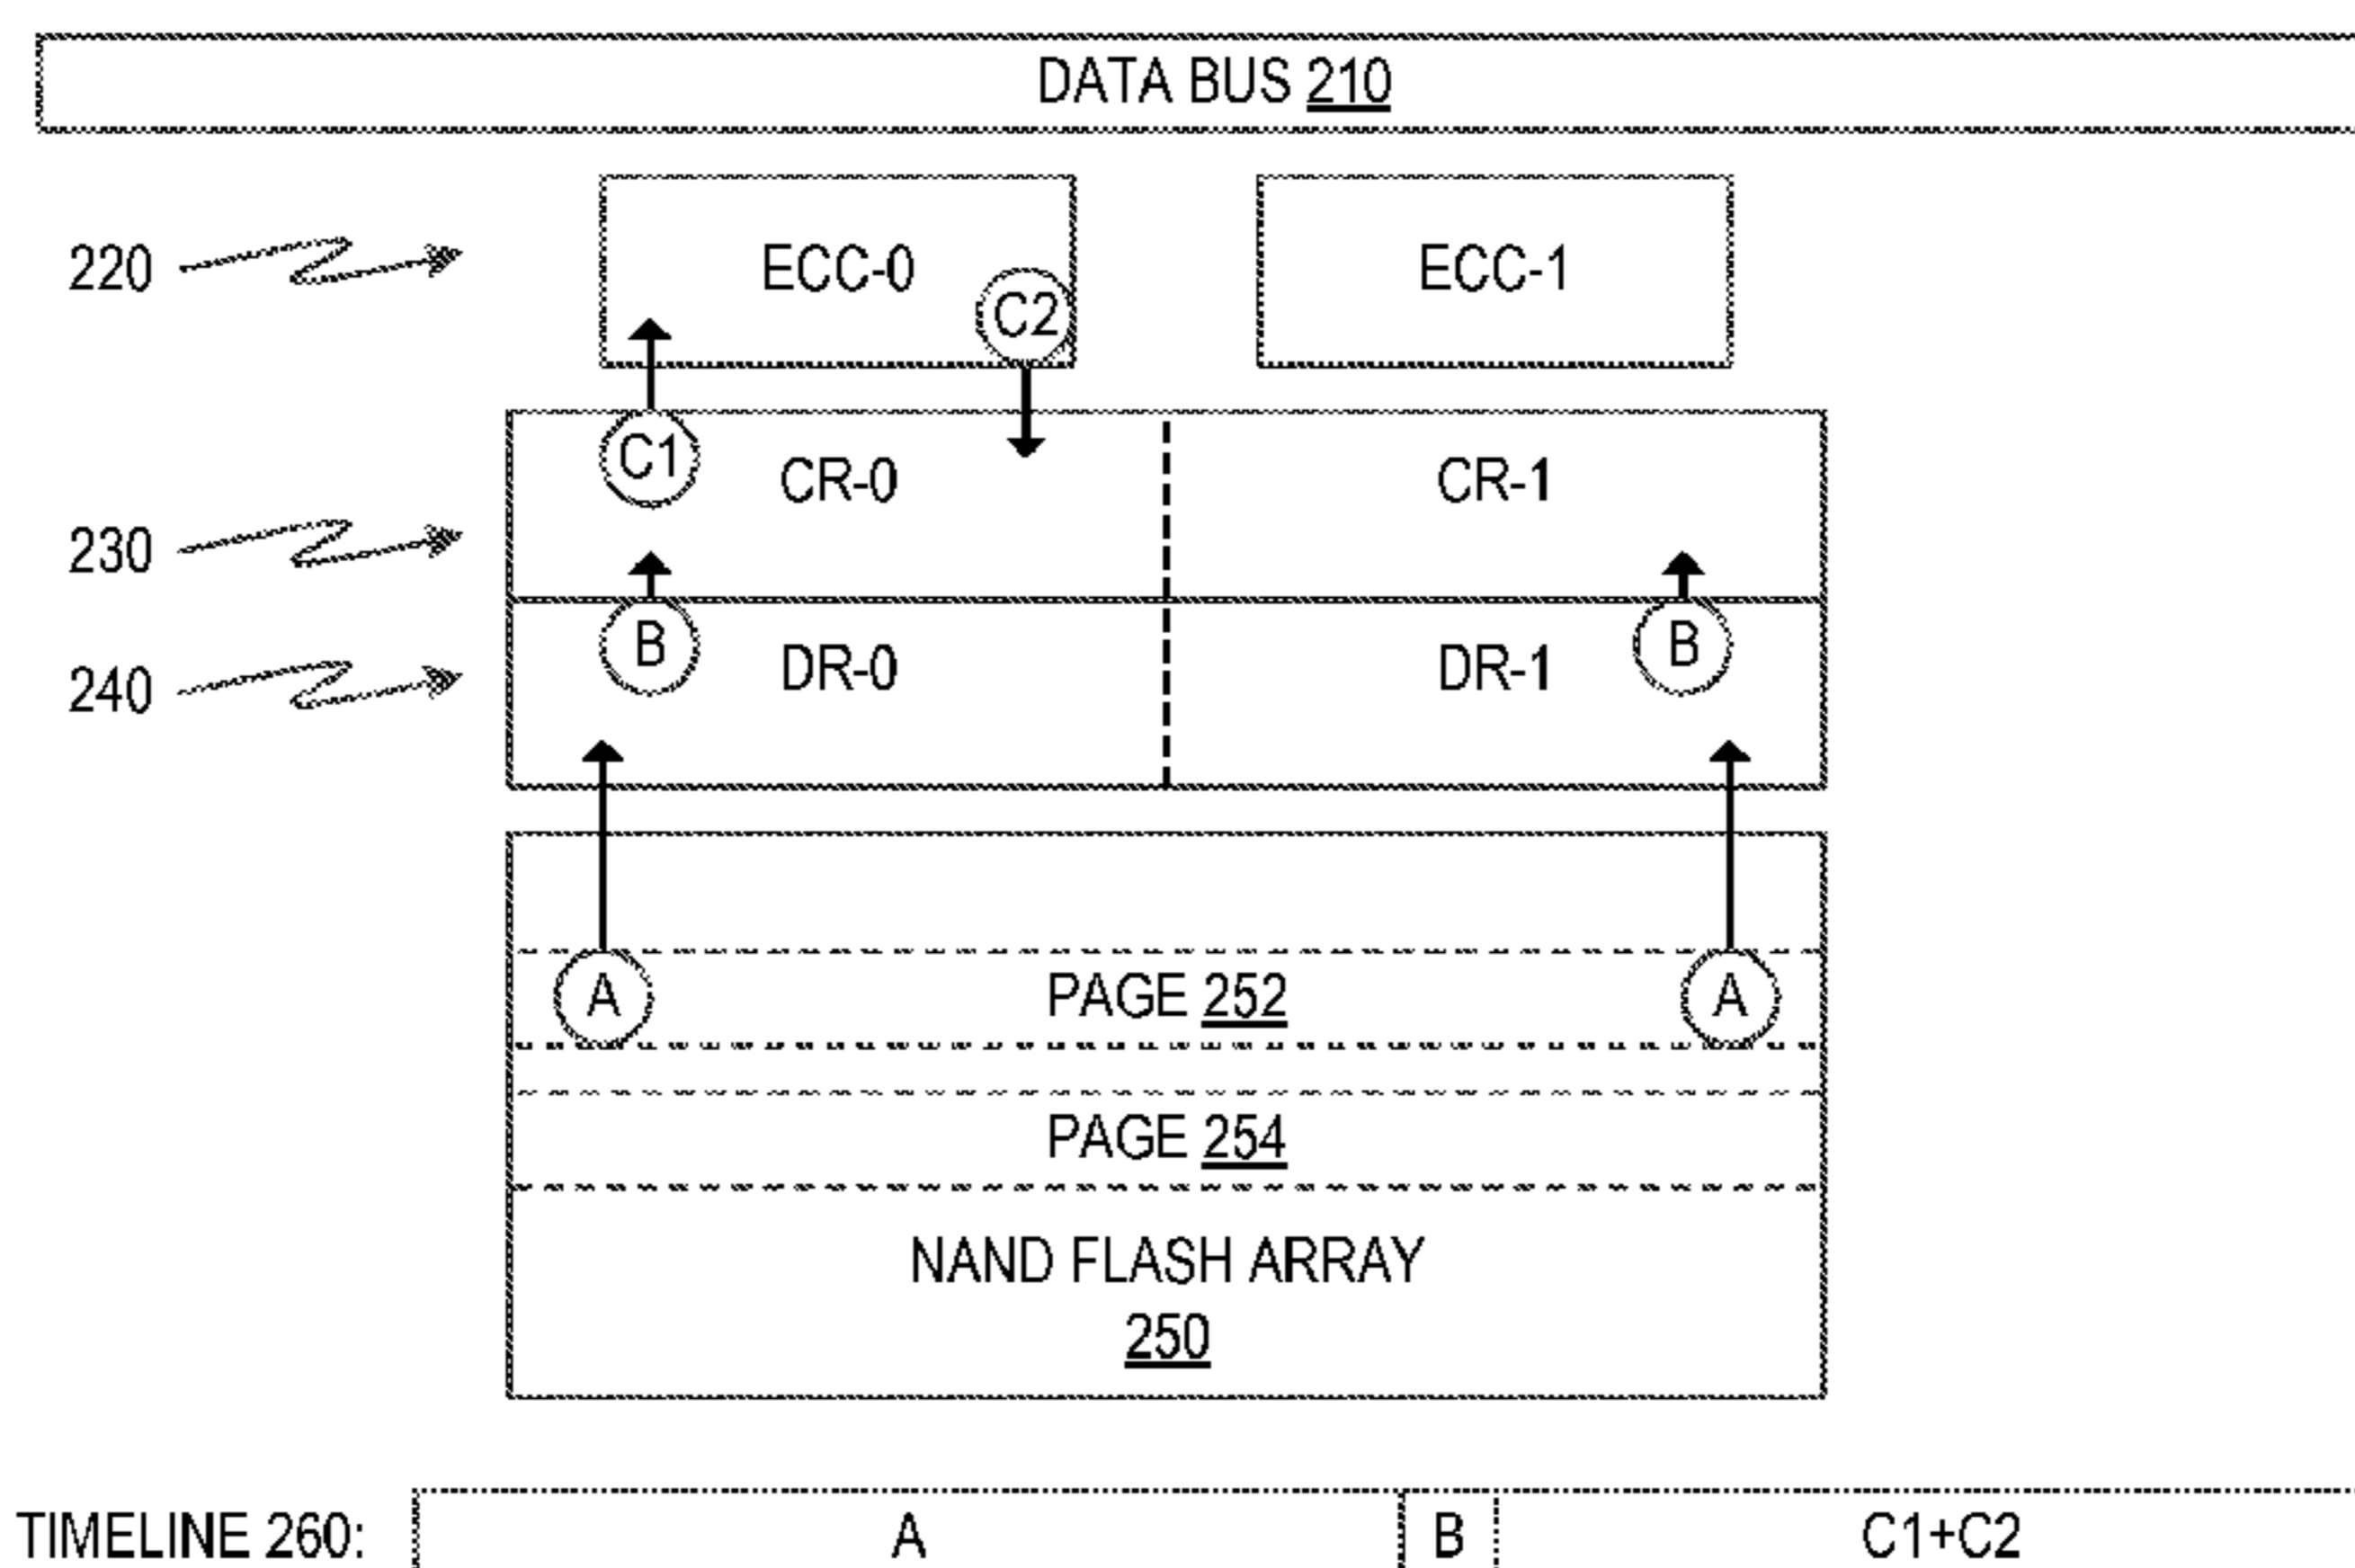 DATA BUS 210
220
ECC-0
ECC-1
C2
C1
CR-0
CR-1
230
B
B
240
DR-0
DR-1
A
PAGE 252
A
PAGE 254
NAND FLASH ARRAY
250
TIMELINE 260: A B C1+C2